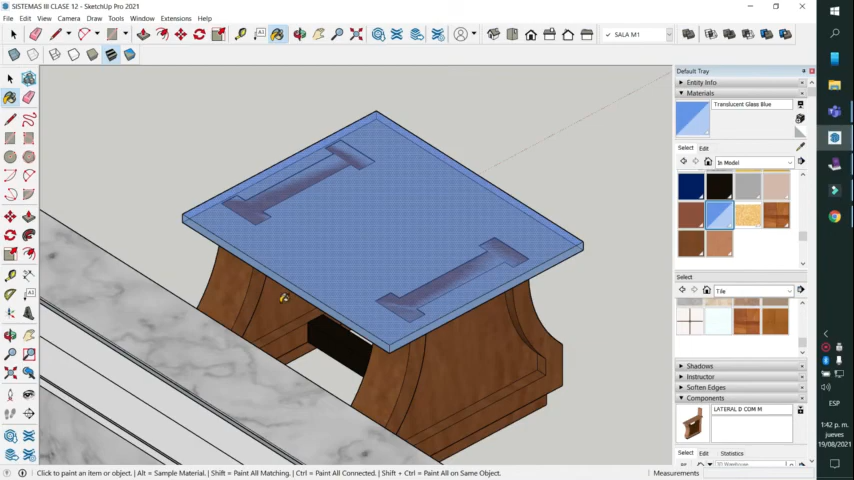 SISTEMAS III CLASE 12 - SketchUp Pro 2021
File Edit View Camera Draw Tools Window Extensions Help
A1
SALA M1
Default Tray
Entity Info
Materials
Translucent Glass Blue
Select Edit
In Model
Select
Tile
A1
Shadows
Instructor
Soften Edges
Components
LATERAL D COM M
Select Edit Statistics
Click to paint an item or object. | Alt = Sample Material. | Shift = Paint All Matching. | Ctrl = Paint All Connected. | Shift + Ctrl = Paint All on Same Object.
Measurements
ESP
1:42 p. m.
jueves
19/08/2021